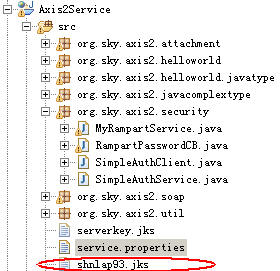 Axis2Service
src
org.sky.axis2.attachment
org.sky.axis2.helloworld
org.sky.axis2.helloworld.javatype
org.sky.axis2.javacomplextype
org.sky.axis2.security
MyRampartService.java
RampartPasswordCB.java
SimpleAuthClient.java
SimpleAuthService.java
org.sky.axis2.soap
org.sky.axis2.util
serverkey.jks
service.properties
shnlap93.jks